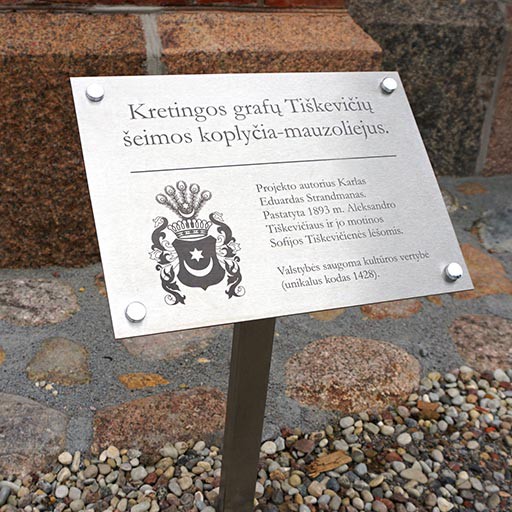 Kretingos grafų Tiškevičių
šeimos koplyčia-mauzoliejus.
Projekto autorius Karlas
Eduardas Strandmanas.
Pastatyta 1893 m. Aleksandro
Tiškevičiaus ir jo motinos
Sofijos Tiškevičienės lėšomis.
Valstybės saugoma kultūros vertybė
(unikalus kodas 1428).